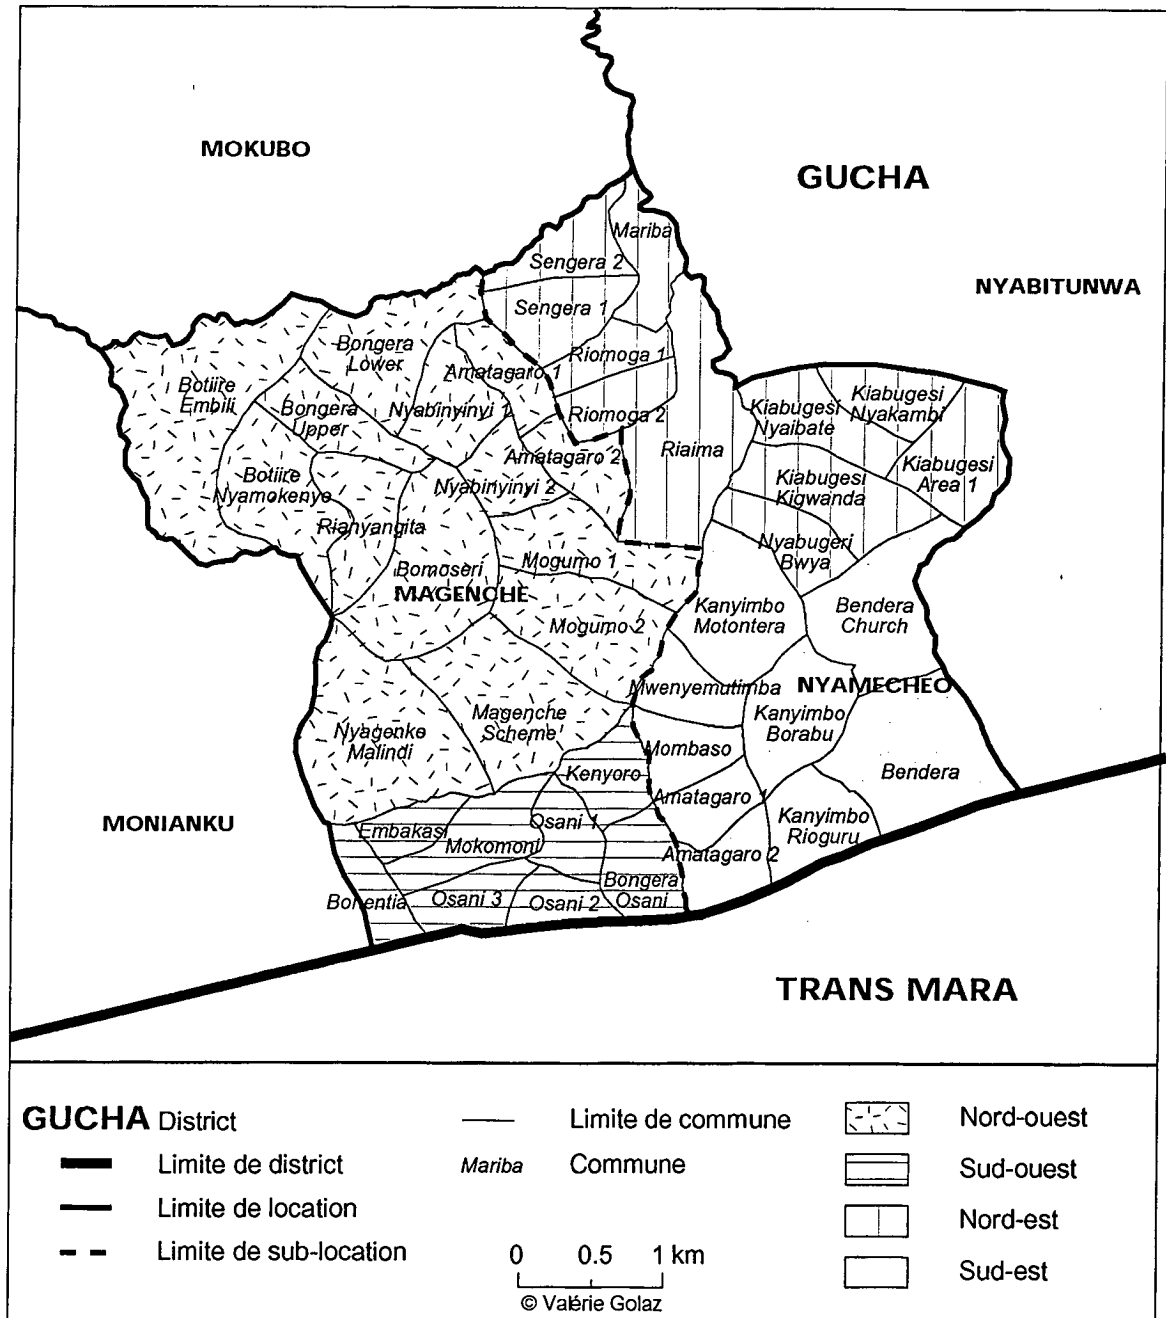 MOKUBO
GUCHA
NYABITUNWA
Mariba
Sengera 2
Sengera 1
Riomoga 1
Riomoga 2
Riaima
Bongera
Lower
Amatagaro 1
Botiire
Embili
Bongera
Upper
Nyabinyinyi 1
Amatagaro 2
Botiire
Nyamokenye
Nyabinyinyi 2
Rianyangita
Bomoseri
Mogumo 1
MAGENCHE
Mogumo 2
Kiabugesi
Nyaibate
Kiabugesi
Nyakambi
Kiabugesi
Area 1
Kiabugesi
Kigwanda
Nyabugeri
Bwya
Kanyimbo
Motontera
Bendera
Church
Mwenyemutimba
NYAMECHEO
Kanyimbo
Borabu
Nyagenke
Malindi
Magenche
Scheme
Mombaso
Bendera
Kenyoro
Amatagaro 1
Kanyimbo
Rioguru
MONIANKU
Embakasi
Osani 1
Mokomoni
Amatagaro 2
Bongera
Osani
Bohentia
Osani 3
Osani 2
TRANS MARA
GUCHA District
Limite de district
Limite de location
Limite de sub-location
Limite de commune
Mariba Commune
0 0.5 1 km
© Valérie Golaz
Nord-ouest
Sud-ouest
Nord-est
Sud-est